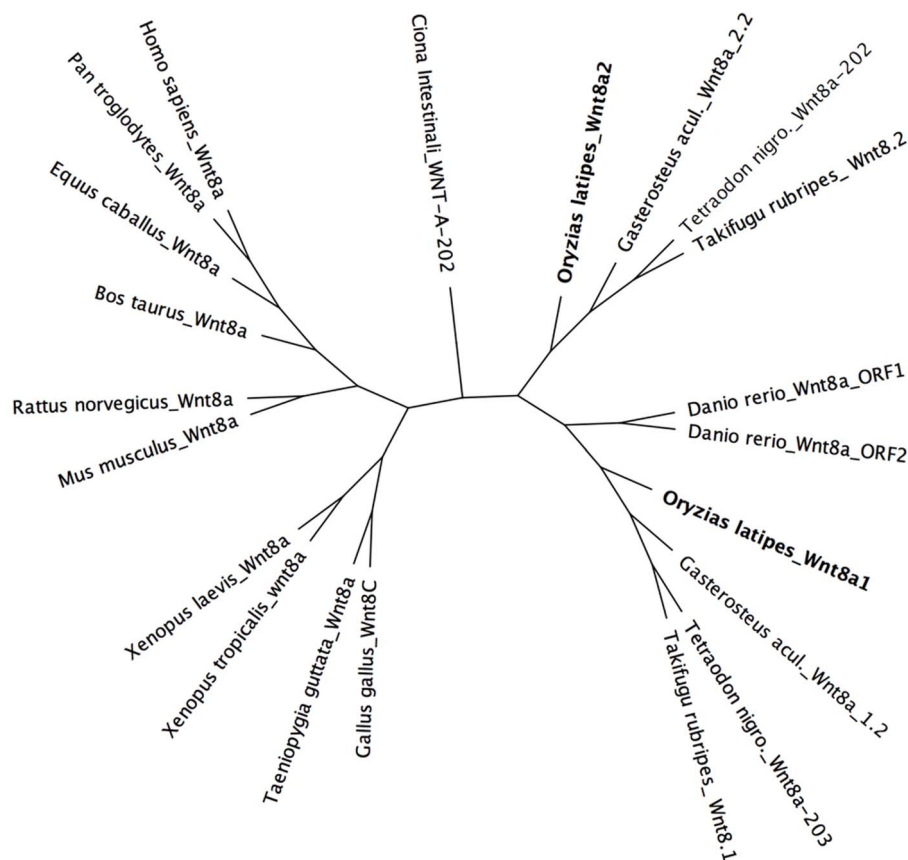 Homo sapiens_Wnt8a
Pan troglodytes_Wnt8a
Equus caballus_Wnt8a
Bos taurus_Wnt8a
Rattus norvegicus_Wnt8a
Mus musculus_Wnt8a
Xenopus laevis_Wnt8a
Xenopus tropicalis_wnt8a
Taeniopygia guttata_Wnt8a
Gallus gallus_Wnt8C
Ciona Intestinali_WNT-A-202
Oryzias latipes_Wnt8a2
Gasterosteus acul._Wnt8a_2.2
Tetraodon nigro._Wnt8a-202
Takifugu rubripes_ Wnt8.2
Danio rerio_Wnt8a_ORF1
Danio rerio_Wnt8a_ORF2
Oryzias latipes_Wnt8a1
Gasterosteus acul._Wnt8a_1.2
Tetraodon nigro._Wnt8a-203
Takifugu rubripes_ Wnt8.1